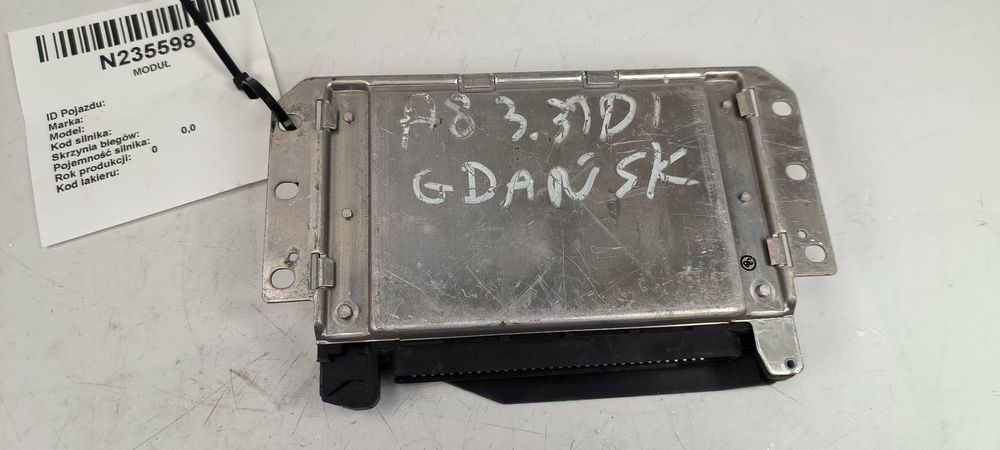 N235598
MODUŁ
ID Pojazdu:
Marka:
Model:
Kod silnika: 0,0
Skrzynia biegów:
Pojemność silnika: 0
Rok produkcji:
Kod lakieru:
A8 3.3TDI
GDAŃSK